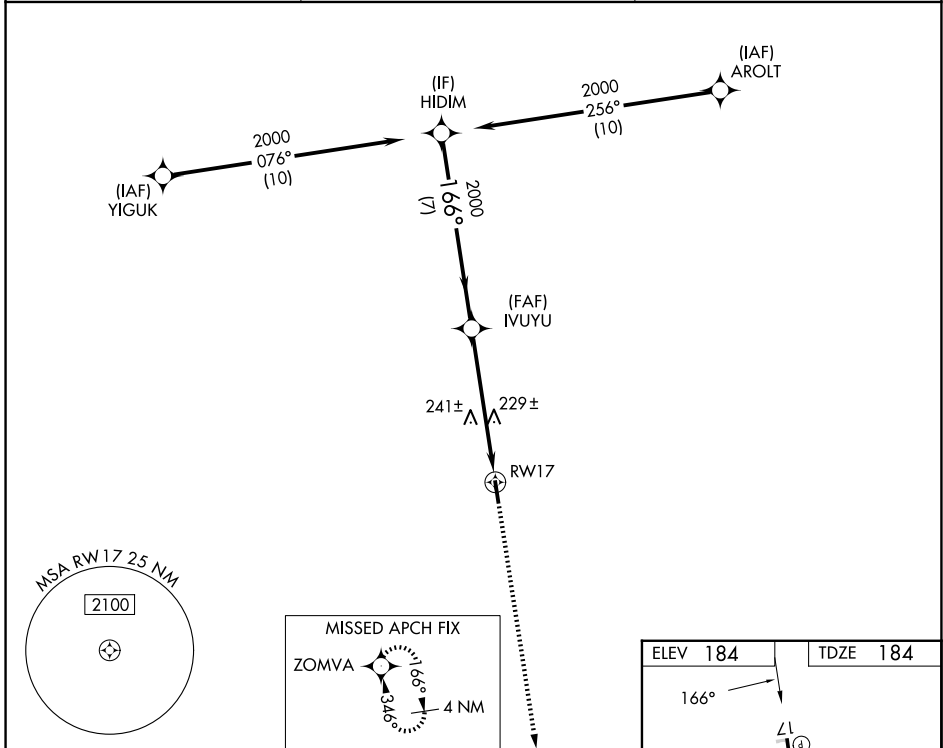 (IAF)
AROLT
(IF)
HIDIM
2000
256°
(10)
2000
076°
(10)
(IAF)
YIGUK
2000
166°
(7)
(FAF)
IVUYU
241±
229±
RW17
MSA RW17 25 NM
2100
MISSED APCH FIX
ZOMVA
166°
346°
4 NM
ELEV 184
TDZE 184
166°
17
P